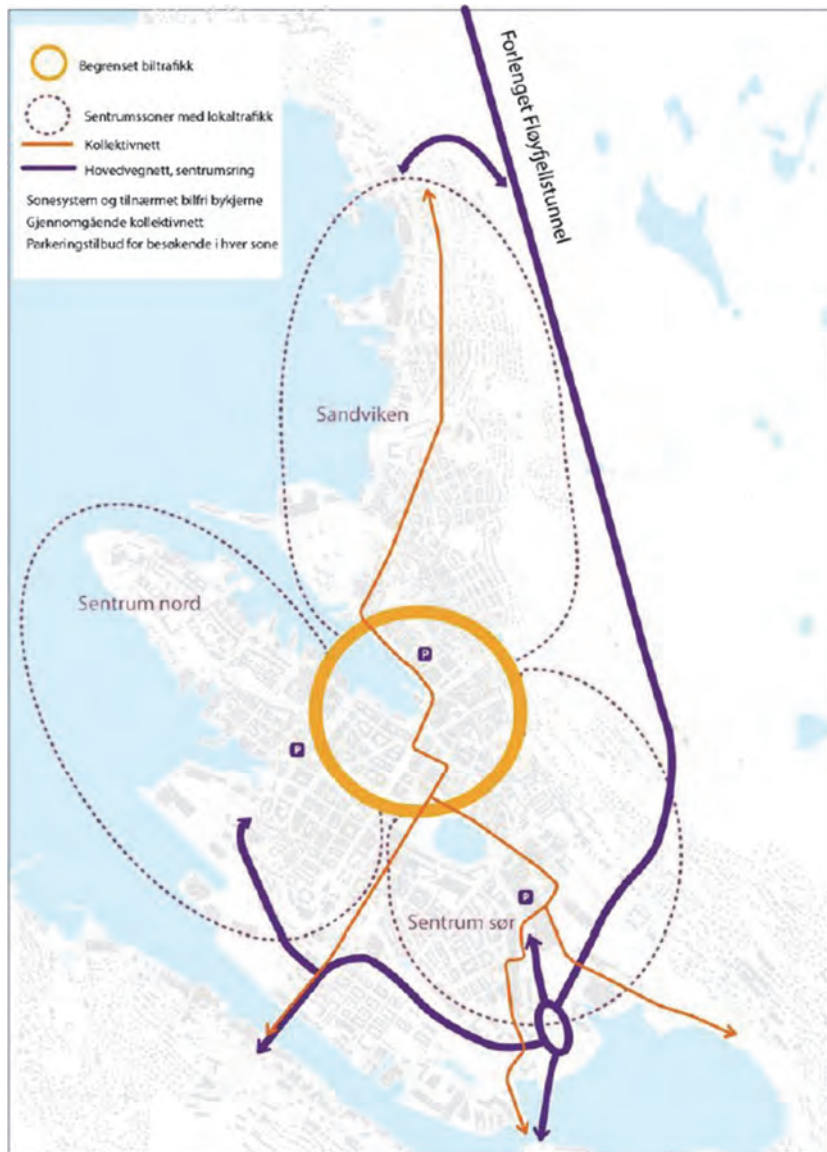 Begrenset biltrafikk
Sentrumssoner med lokaltrafikk
Kollektivnett
Hovedvegnett, sentrumsring
Sonesystem og tilnærmet bilfri bykjerne
Gjennomgående kollektivnett
Parkeringstilbud for besøkende i hver sone
Forlenget Fløyfjellstunnel
Sandviken
Sentrum nord
P
P
P
Sentrum sør